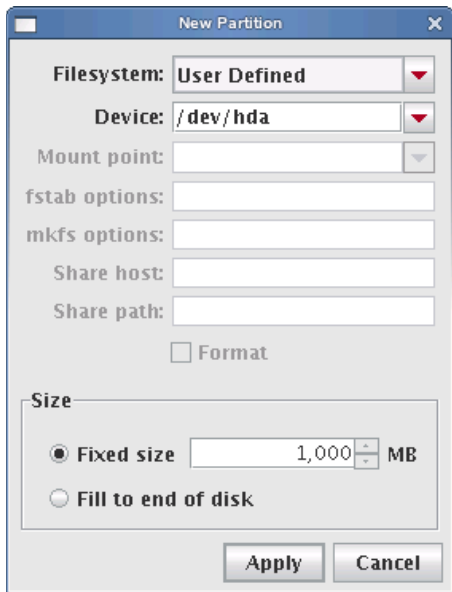 New Partition
Filesystem: User Defined
Device: /dev/hda
Mount point:
fstab options:
mkfs options:
Share host:
Share path:
Format
Size
Fixed size 1,000 MB
Fill to end of disk
Apply Cancel